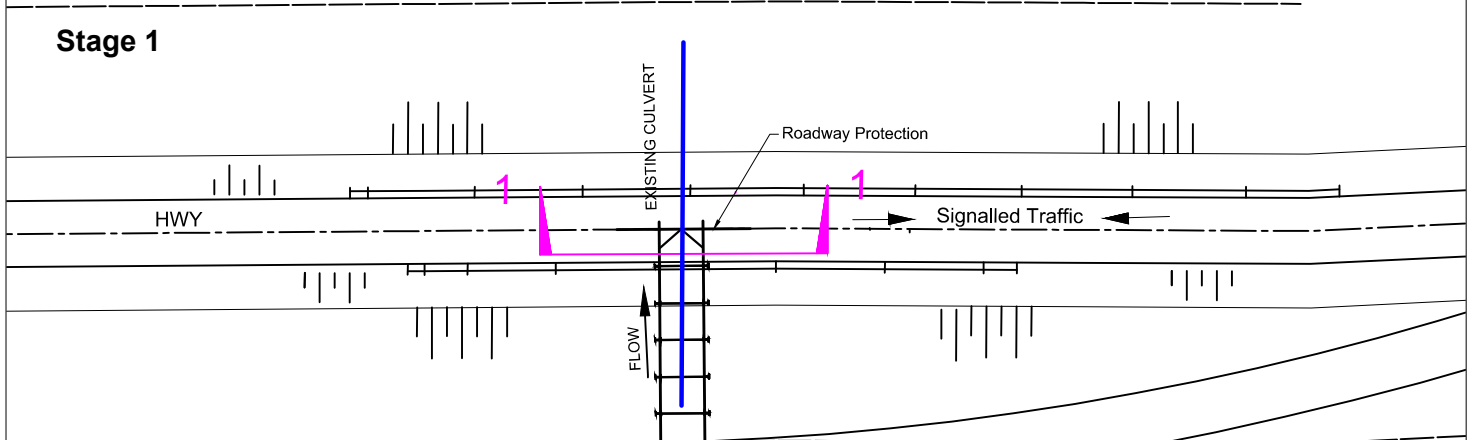 Stage 1
EXISTING CULVERT
Roadway Protection
1
1
HWY
Signalled Traffic
FLOW